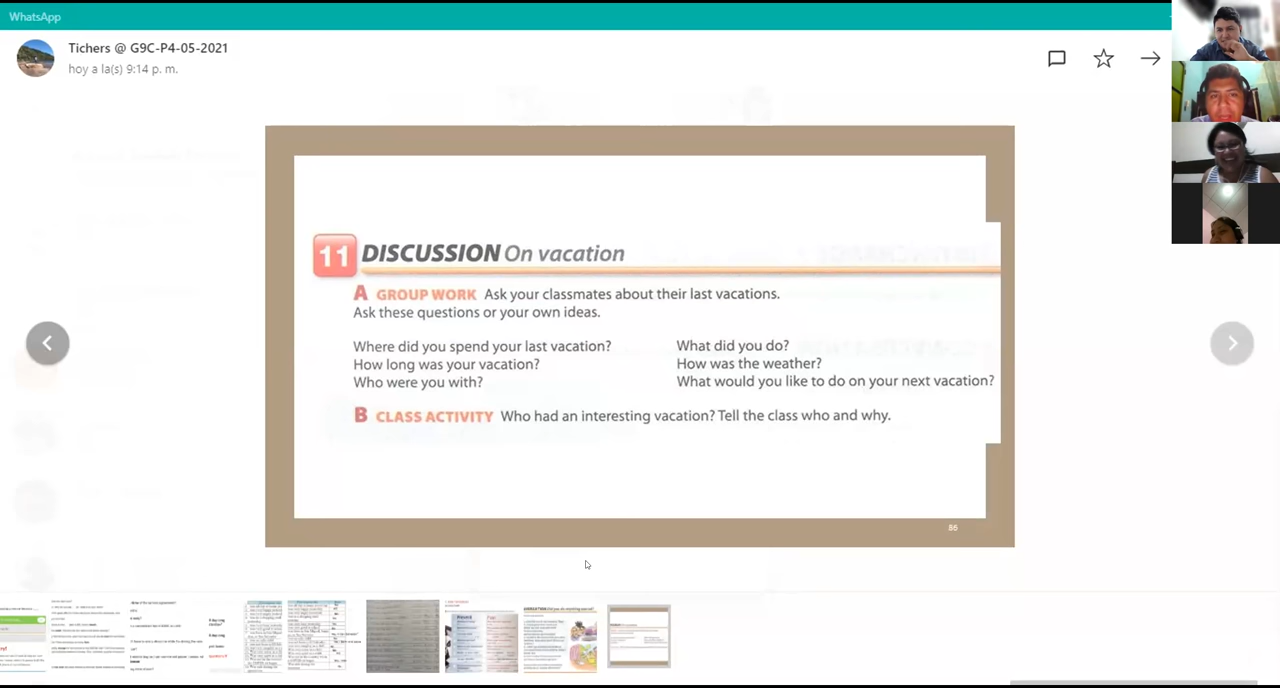 WhatsApp
Tichers @ G9C-P4-05-2021
hoy a la(s) 9:14 p. m.
11 DISCUSSION On vacation
A GROUP WORK Ask your classmates about their last vacations.
Ask these questions or your own ideas.
Where did you spend your last vacation?
How long was your vacation?
Who were you with?
What did you do?
How was the weather?
What would you like to do on your next vacation?
B CLASS ACTIVITY Who had an interesting vacation? Tell the class who and why.
86
Present
Past